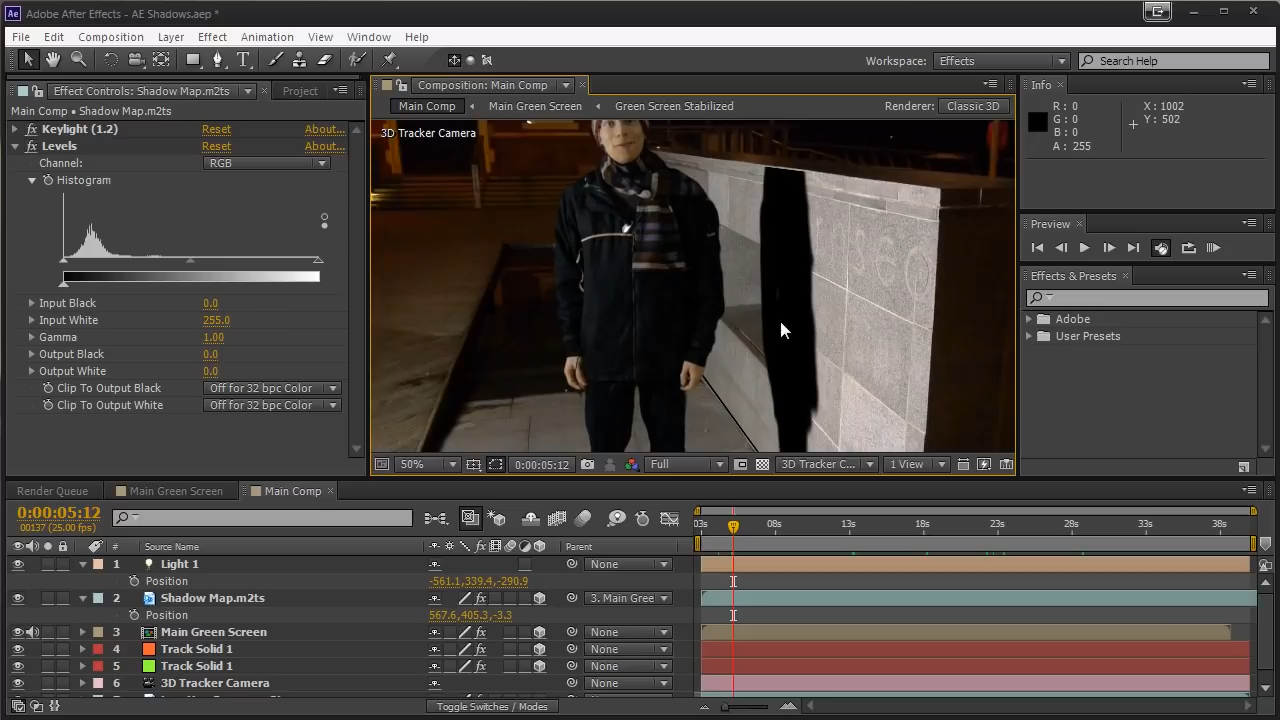 Ae Adobe After Effects - AE Shadows.aep *
File Edit Composition Layer Effect Animation View Window Help
Workspace: Effects Search Help
Effect Controls: Shadow Map.m2ts Project
Main Comp • Shadow Map.m2ts
fx Keylight (1.2) Reset About...
fx Levels Reset About...
Channel: RGB
Histogram
Input Black 0.0
Input White 255.0
Gamma 1.00
Output Black 0.0
Output White 0.0
Clip To Output Black Off for 32 bpc Color
Clip To Output White Off for 32 bpc Color
Composition: Main Comp
Main Comp Main Green Screen Green Screen Stabilized Renderer: Classic 3D
3D Tracker Camera
50% 0:00:05:12 Full 3D Tracker C... 1 View
Info
R: 0 X: 1002
G: 0 Y: 502
B: 0
A: 255
Preview
Effects & Presets
Adobe
User Presets
Render Queue Main Green Screen Main Comp
0:00:05:12
00137 (25.00 fps)
03s 08s 13s 18s 23s 28s 33s 38s
# Source Name fx Parent
1 Light 1 None
Position -561.1,339.4,-290.9
2 Shadow Map.m2ts fx 3. Main Gree
Position 567.6,405.3,-3.3
3 Main Green Screen fx None
4 Track Solid 1 fx None
5 Track Solid 1 fx None
6 3D Tracker Camera None
Toggle Switches / Modes